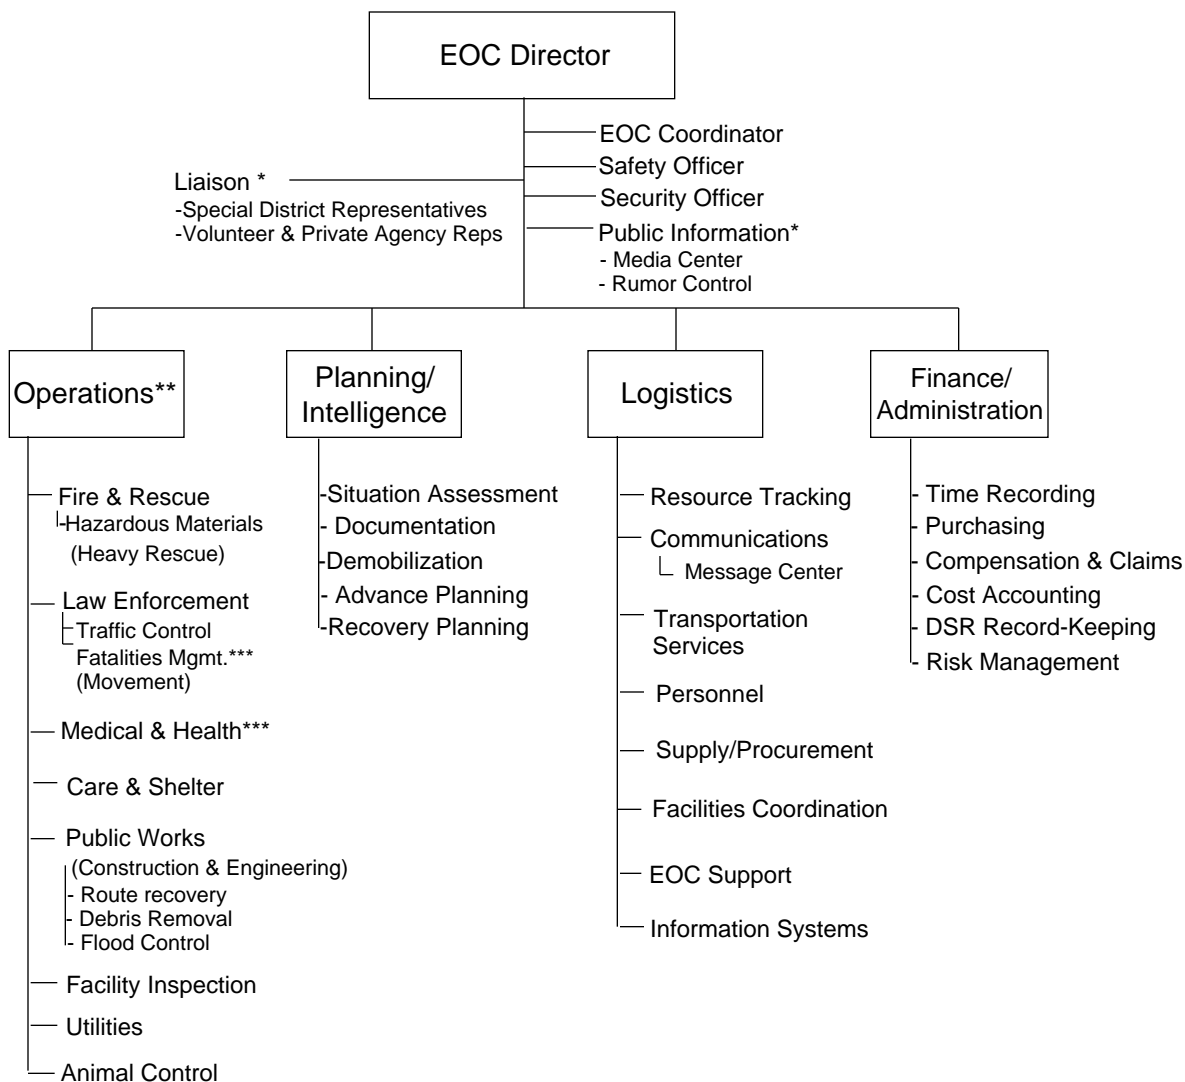 EOC Director
EOC Coordinator
Safety Officer
Liaison *
-Special District Representatives
-Volunteer & Private Agency Reps
Security Officer
Public Information*
- Media Center
- Rumor Control
Operations**
Fire & Rescue
-Hazardous Materials
(Heavy Rescue)
Law Enforcement
Traffic Control
Fatalities Mgmt.***
(Movement)
Medical & Health***
Care & Shelter
Public Works
(Construction & Engineering)
- Route recovery
- Debris Removal
- Flood Control
Facility Inspection
Utilities
Animal Control
Planning/
Intelligence
-Situation Assessment
- Documentation
-Demobilization
- Advance Planning
-Recovery Planning
Logistics
Resource Tracking
Communications
Message Center
Transportation
Services
Personnel
Supply/Procurement
Facilities Coordination
EOC Support
Information Systems
Finance/
Administration
- Time Recording
- Purchasing
- Compensation & Claims
- Cost Accounting
- DSR Record-Keeping
- Risk Management